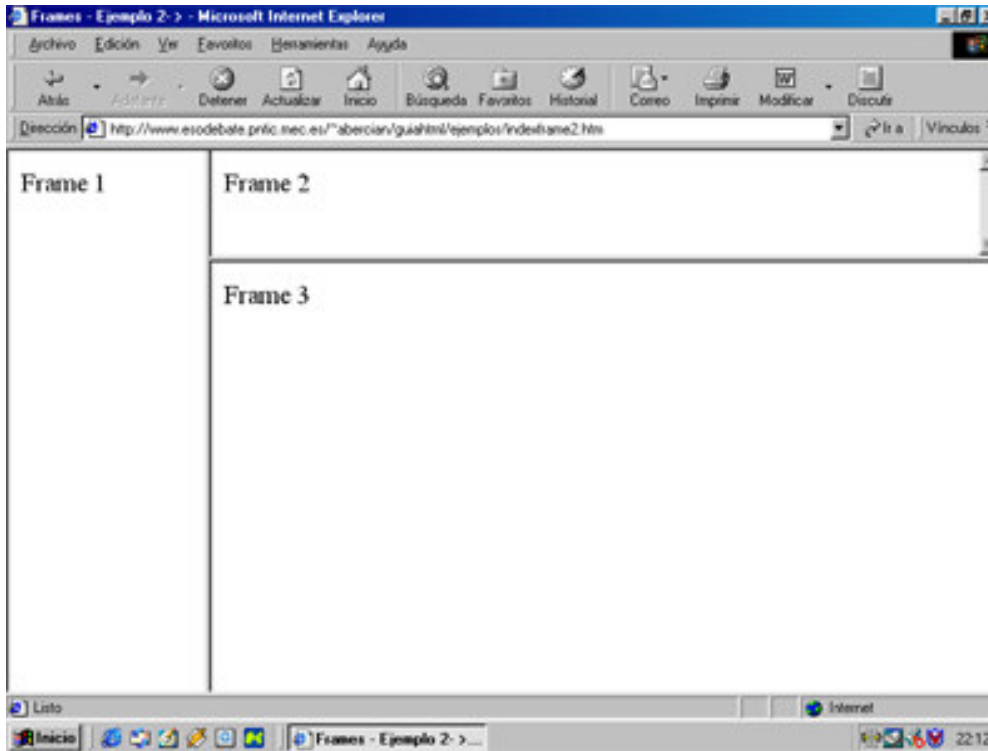 Frames - Ejemplo 2- > - Microsoft Internet Explorer
Archivo Edición Ver Favoritos Herramientas Ayuda
Atrás Adelante Detener Actualizar Inicio Búsqueda Favoritos Historial Correo Imprimir Modificar Discutir
Dirección http://www.esodebate.pntic.mec.es/~abercian/guiahtml/ejemplos/indexframe2.htm Ir a Vínculos
Frame 1
Frame 2
Frame 3
Listo Internet
Inicio Frames - Ejemplo 2- >... 22:12